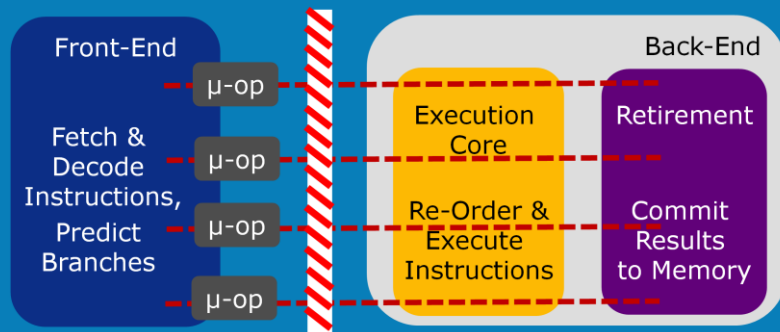 Front-End
Back-End
μ-op
μ-op
μ-op
μ-op
Fetch &
Decode
Instructions,
Predict
Branches
Execution
Core
Re-Order &
Execute
Instructions
Retirement
Commit
Results
to Memory